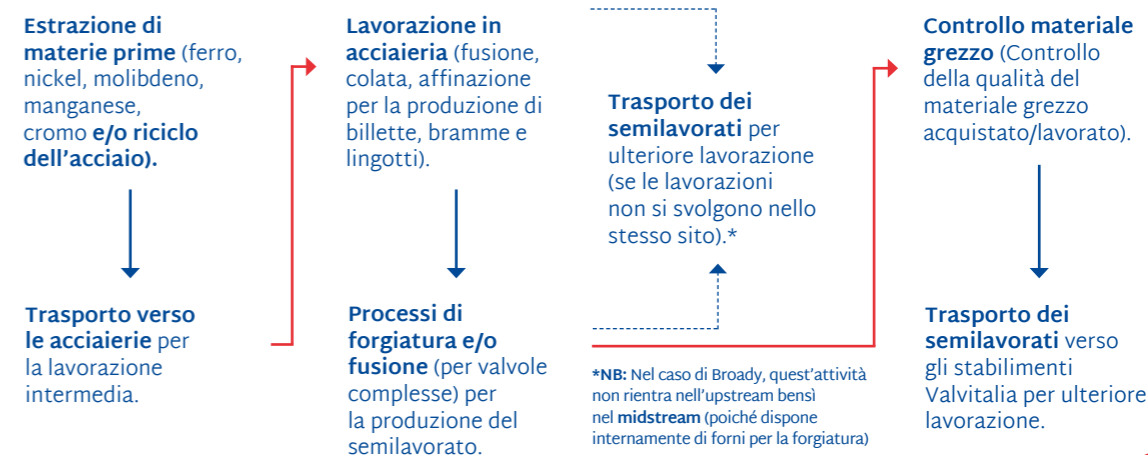 Estrazione di
materie prime (ferro,
nickel, molibdeno,
manganese,
cromo e/o riciclo
dell'acciaio).
Trasporto verso
le acciaierie per
la lavorazione
intermedia.
Lavorazione in
acciaieria (fusione,
colata, affinazione
per la produzione di
billette, bramme e
lingotti).
Processi di
forgiatura e/o
fusione (per valvole
complesse) per
la produzione del
semilavorato.
Trasporto dei
semilavorati per
ulteriore lavorazione
(se le lavorazioni
non si svolgono nello
stesso sito).*
*NB: Nel caso di Broady, quest'attività
non rientra nell'upstream bensì
nel midstream (poiché dispone
internamente di forni per la forgiatura)
Controllo materiale
grezzo (Controllo
della qualità del
materiale grezzo
acquistato/lavorato).
Trasporto dei
semilavorati verso
gli stabilimenti
Valvitalia per ulteriore
lavorazione.